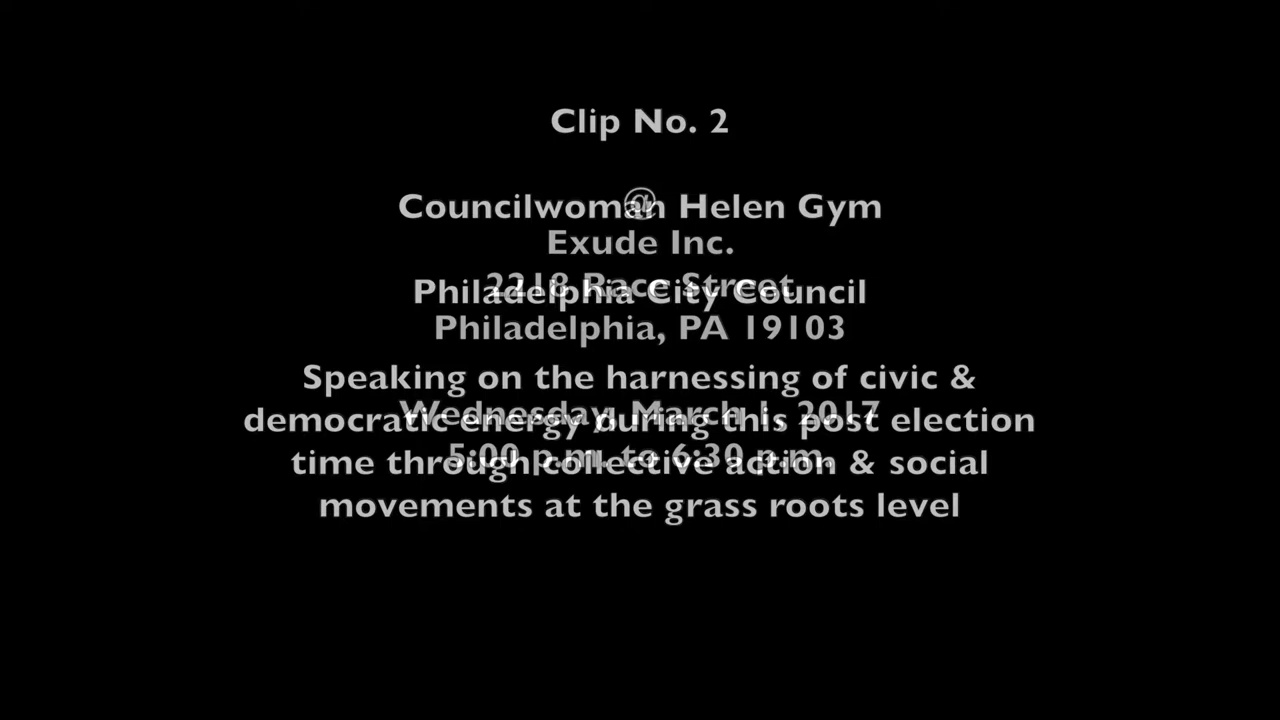 Clip No. 2
Councilwoman Helen Gym
Philadelphia City Council
Speaking on the harnessing of civic &
democratic energy during this post election
time through collective action & social
movements at the grass roots level
@
Exude Inc.
2218 Race Street
Philadelphia, PA 19103
Wednesday, March 1, 2017
5:00 p.m. to 6:30 p.m.